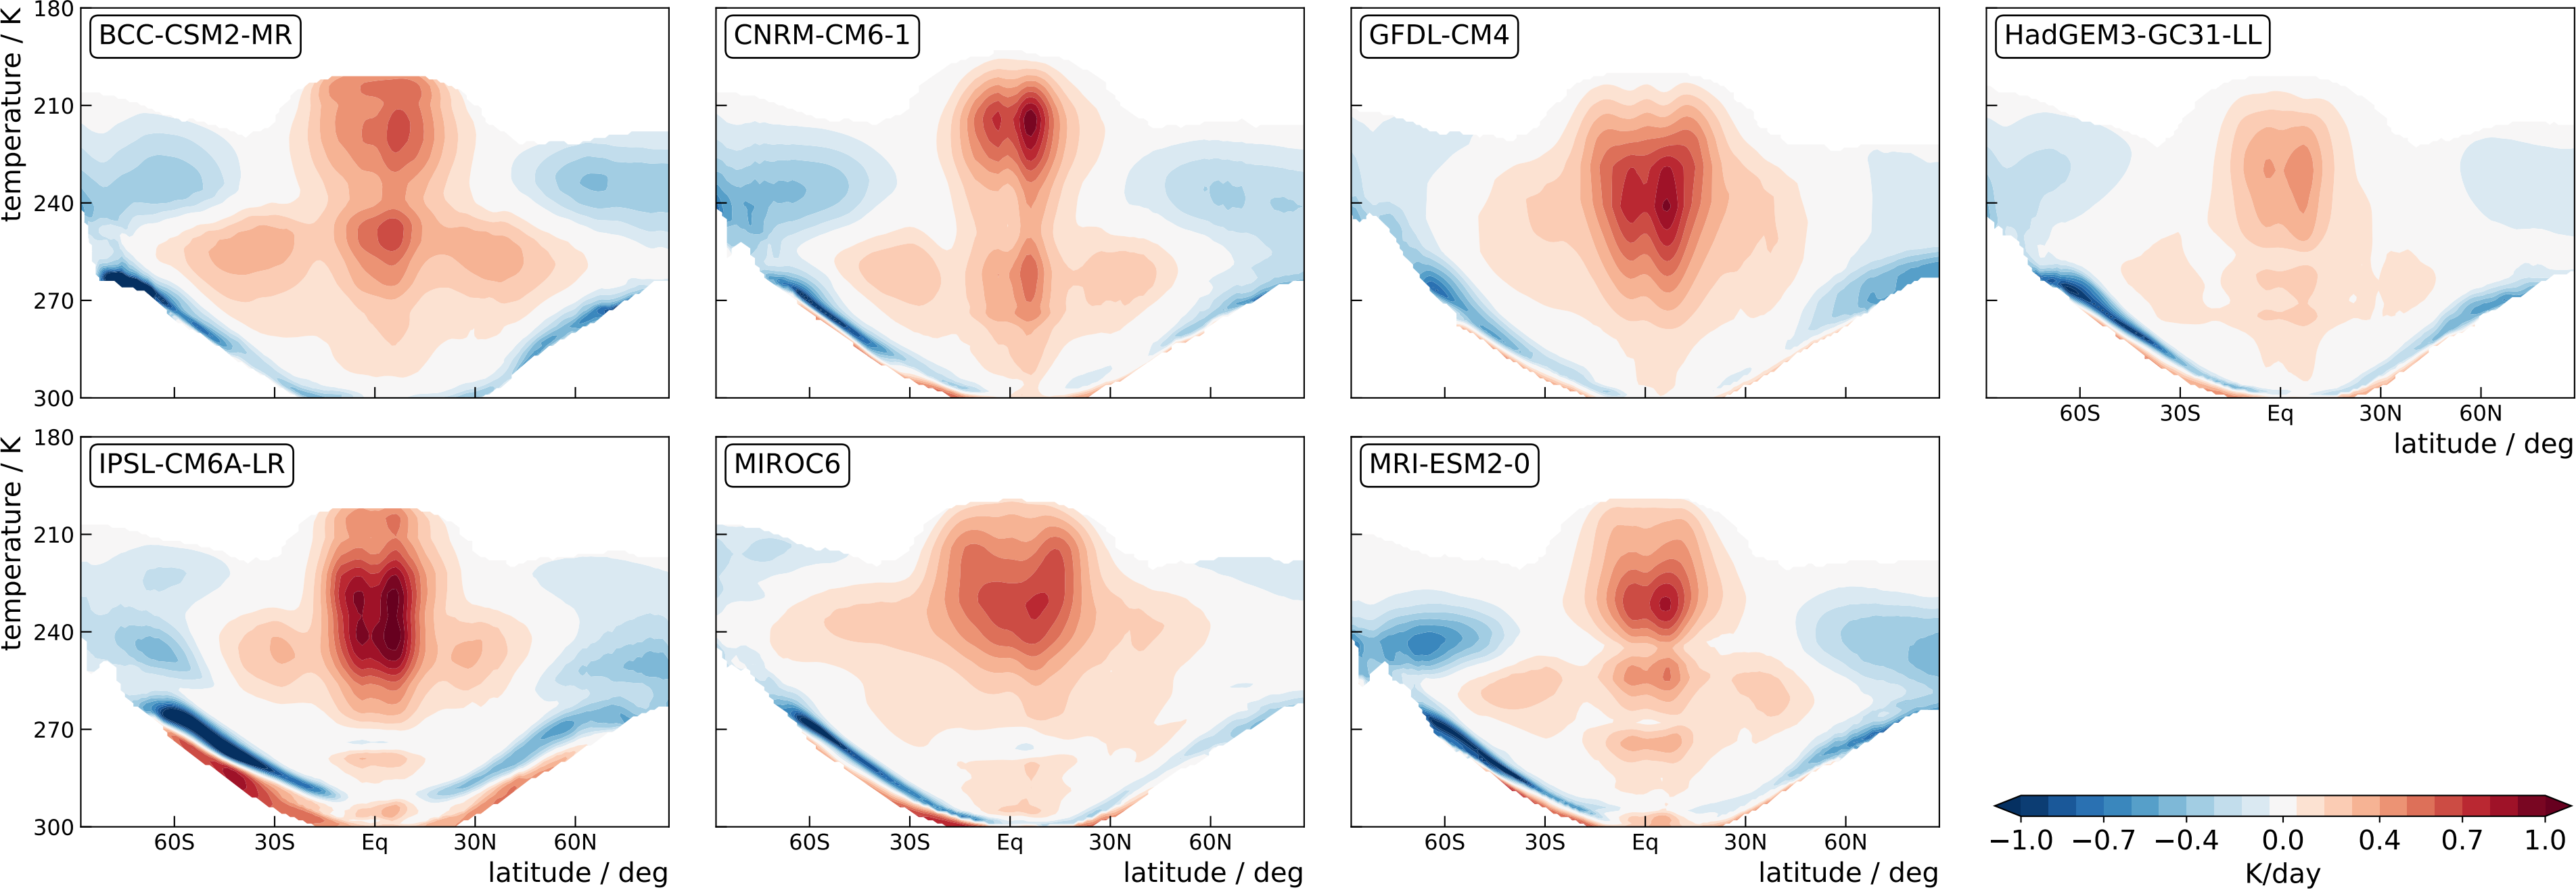 BCC-CSM2-MR
CNRM-CM6-1
GFDL-CM4
HadGEM3-GC31-LL
temperature / K
180
210
240
270
300
60S 30S Eq 30N 60N
latitude / deg
IPSL-CM6A-LR
MIROC6
MRI-ESM2-0
temperature / K
180
210
240
270
300
60S 30S Eq 30N 60N
latitude / deg
60S 30S Eq 30N 60N
latitude / deg
60S 30S Eq 30N 60N
latitude / deg
−1.0 −0.7 −0.4 0.0 0.4 0.7 1.0
K/day